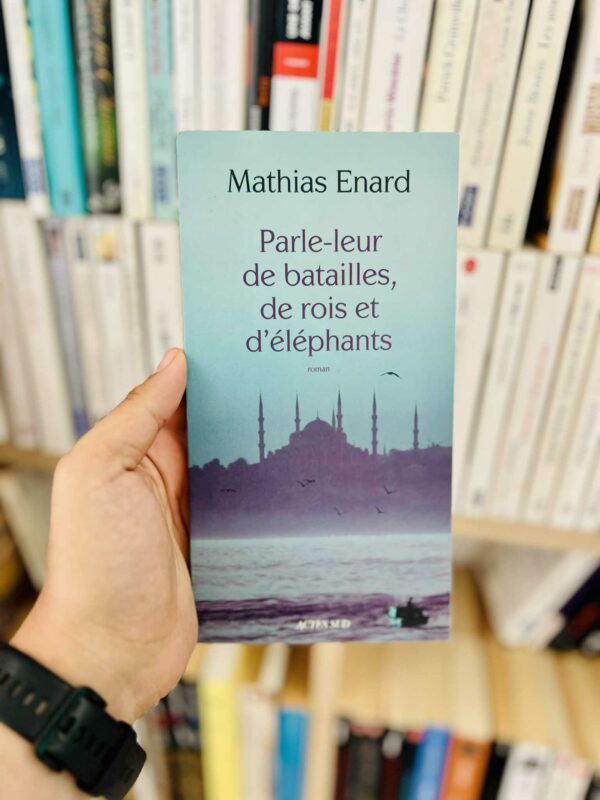 Mathias Enard
Parle-leur
de batailles,
de rois et
d'éléphants
roman
ACTES SUD